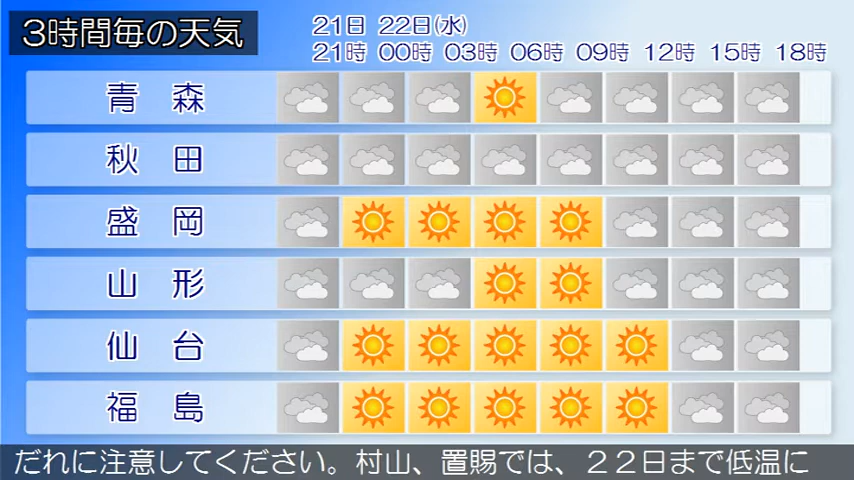 3時間毎の天気
21日 22日(水)
21時 00時 03時 06時 09時 12時 15時 18時
青 森
秋 田
盛 岡
山 形
仙 台
福 島
だれに注意してください。村山、置賜では、２２日まで低温に